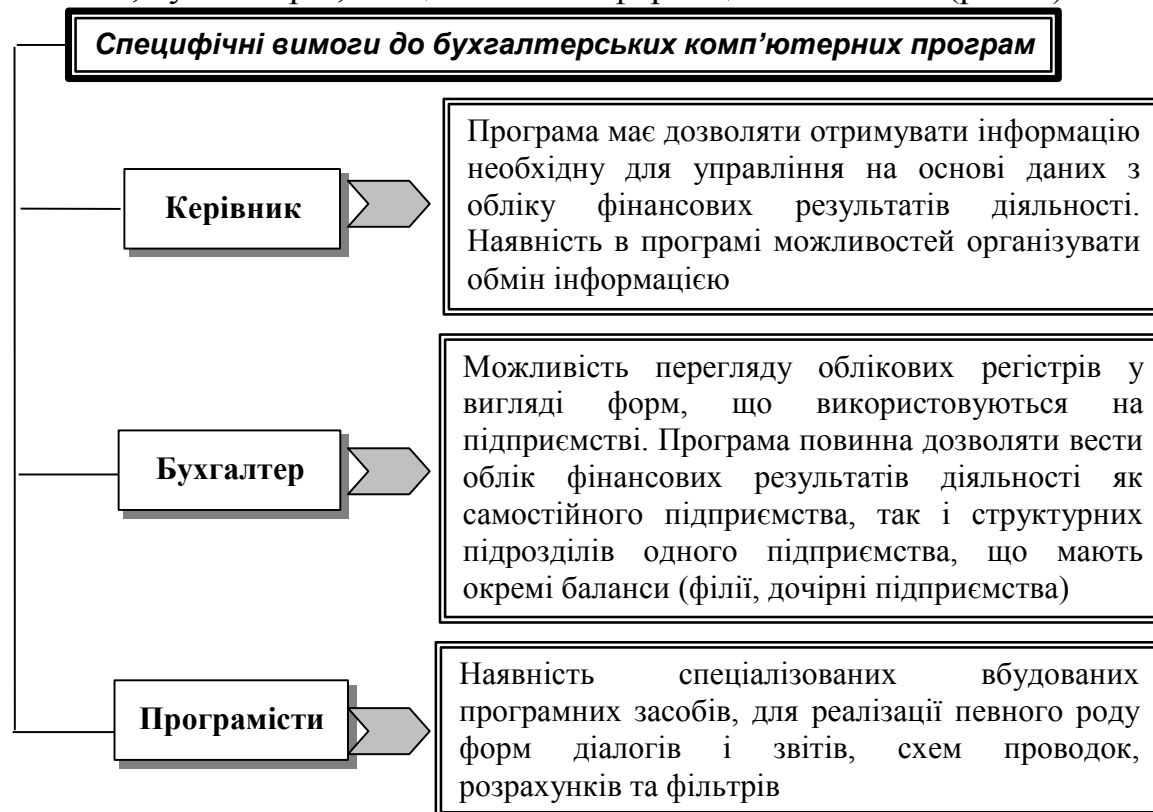 Специфічні вимоги до бухгалтерських комп’ютерних програм
Програма має дозволяти отримувати інформацію
необхідну для управління на основі даних з
обліку фінансових результатів діяльності.
Наявність в програмі можливостей організувати
обмін інформацією
Керівник
Можливість перегляду облікових регістрів у
вигляді форм, що використовуються на
підприємстві. Програма повинна дозволяти вести
облік фінансових результатів діяльності як
самостійного підприємства, так і структурних
підрозділів одного підприємства, що мають
окремі баланси (філії, дочірні підприємства)
Бухгалтер
Наявність спеціалізованих вбудованих
програмних засобів, для реалізації певного роду
форм діалогів і звітів, схем проводок,
розрахунків та фільтрів
Програмісти